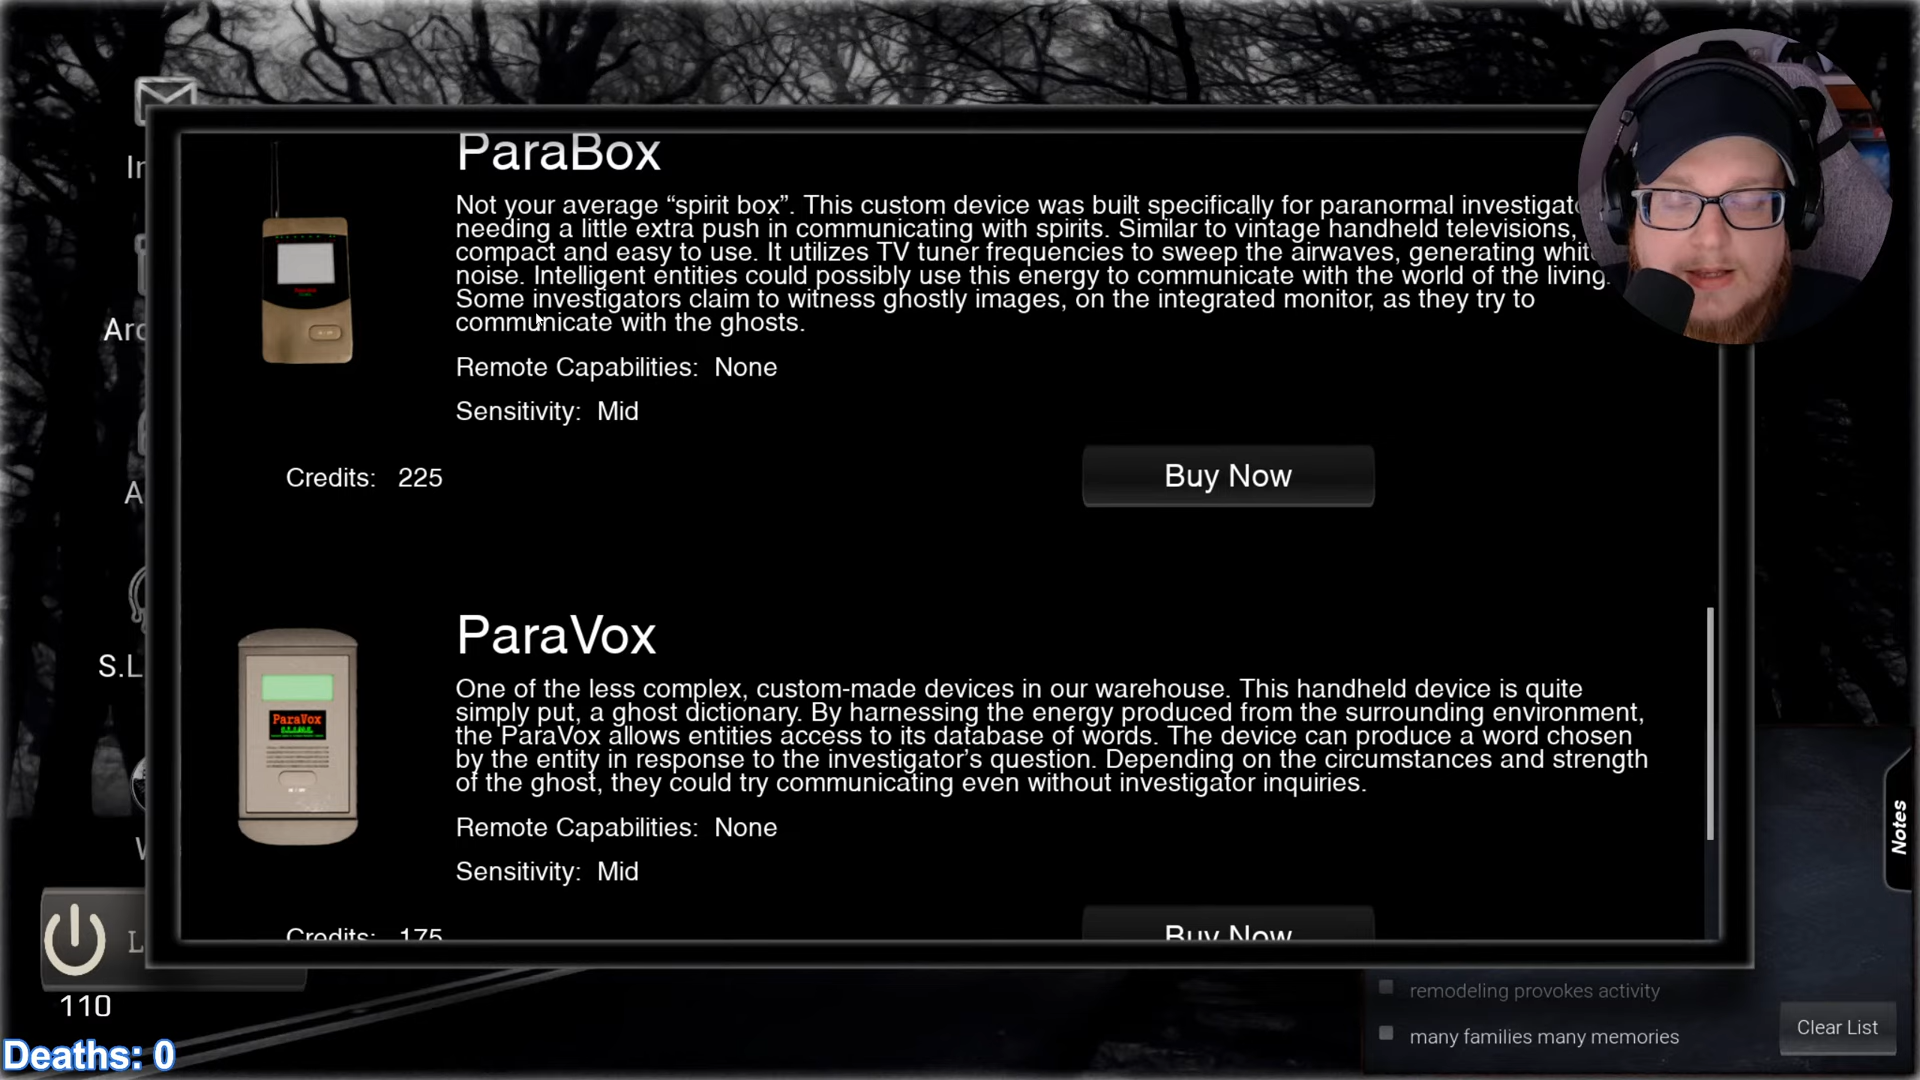 ParaBox
Not your average “spirit box”. This custom device was built specifically for paranormal
needing a little extra push in communicating with spirits. Similar to vintage handheld televisions,
compact and easy to use. It utilizes TV tuner frequencies to sweep the airwaves, generating
noise. Intelligent entities could possibly use this energy to communicate with the world of the living.
Some investigators claim to witness ghostly images, on the integrated monitor, as they try to
communicate with the ghosts.
Remote Capabilities: None
Sensitivity: Mid
Credits: 225
Buy Now
ParaVox
One of the less complex, custom-made devices in our warehouse. This handheld device is quite
simply put, a ghost dictionary. By harnessing the energy produced from the surrounding environment,
the ParaVox allows entities access to its database of words. The device can produce a word chosen
by the entity in response to the investigator’s question. Depending on the circumstances and strength
of the ghost, they could try communicating even without investigator inquiries.
Remote Capabilities: None
Sensitivity: Mid
Credits: 175
Buy Now
ParaVox
S.L
110
Deaths: 0
Notes
remodeling provokes activity
many families many memories
Clear List